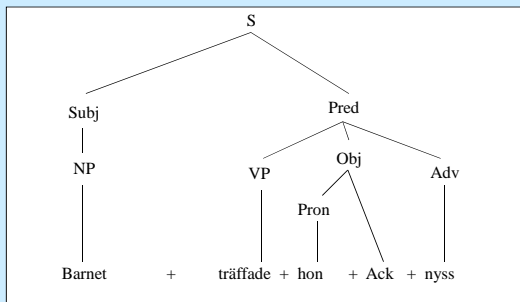 S
Subj Pred
NP VP Obj Adv
Pron
Barnet + träffade + hon + Ack + nyss